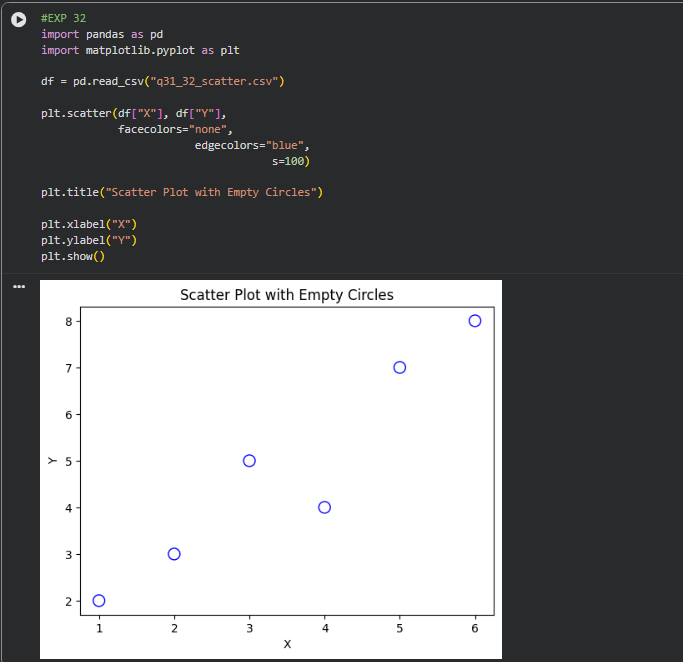 #EXP 32
import pandas as pd
import matplotlib.pyplot as plt
df = pd.read_csv("q31_32_scatter.csv")
plt.scatter(df["X"], df["Y"],
facecolors="none",
edgecolors="blue",
s=100)
plt.title("Scatter Plot with Empty Circles")
plt.xlabel("X")
plt.ylabel("Y")
plt.show()
Scatter Plot with Empty Circles
8
7
6
5
4
3
2
Y
1 2 3 4 5 6
X